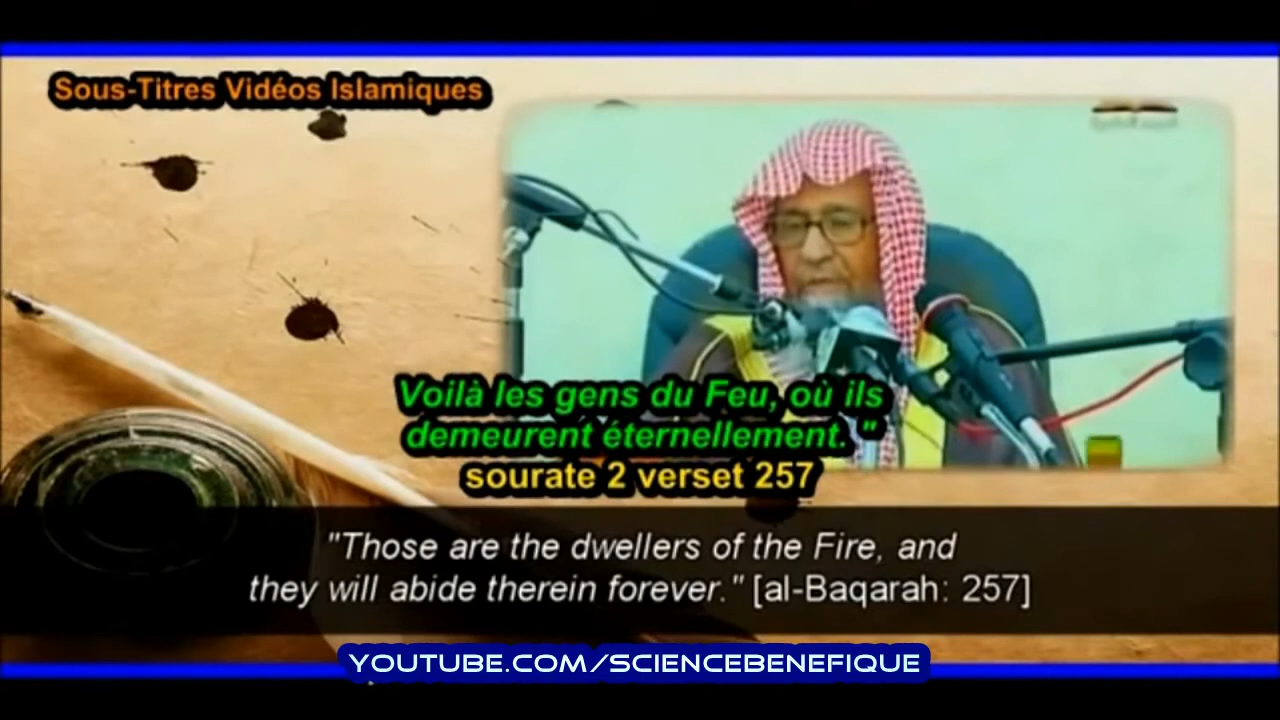 Sous-Titres Vidéos Islamiques
Voilà les gens du Feu, où ils
demeurent éternellement. "
sourate 2 verset 257
"Those are the dwellers of the Fire, and
they will abide therein forever." [al-Baqarah: 257]
YOUTUBE.COM/SCIENCEBENEFIQUE